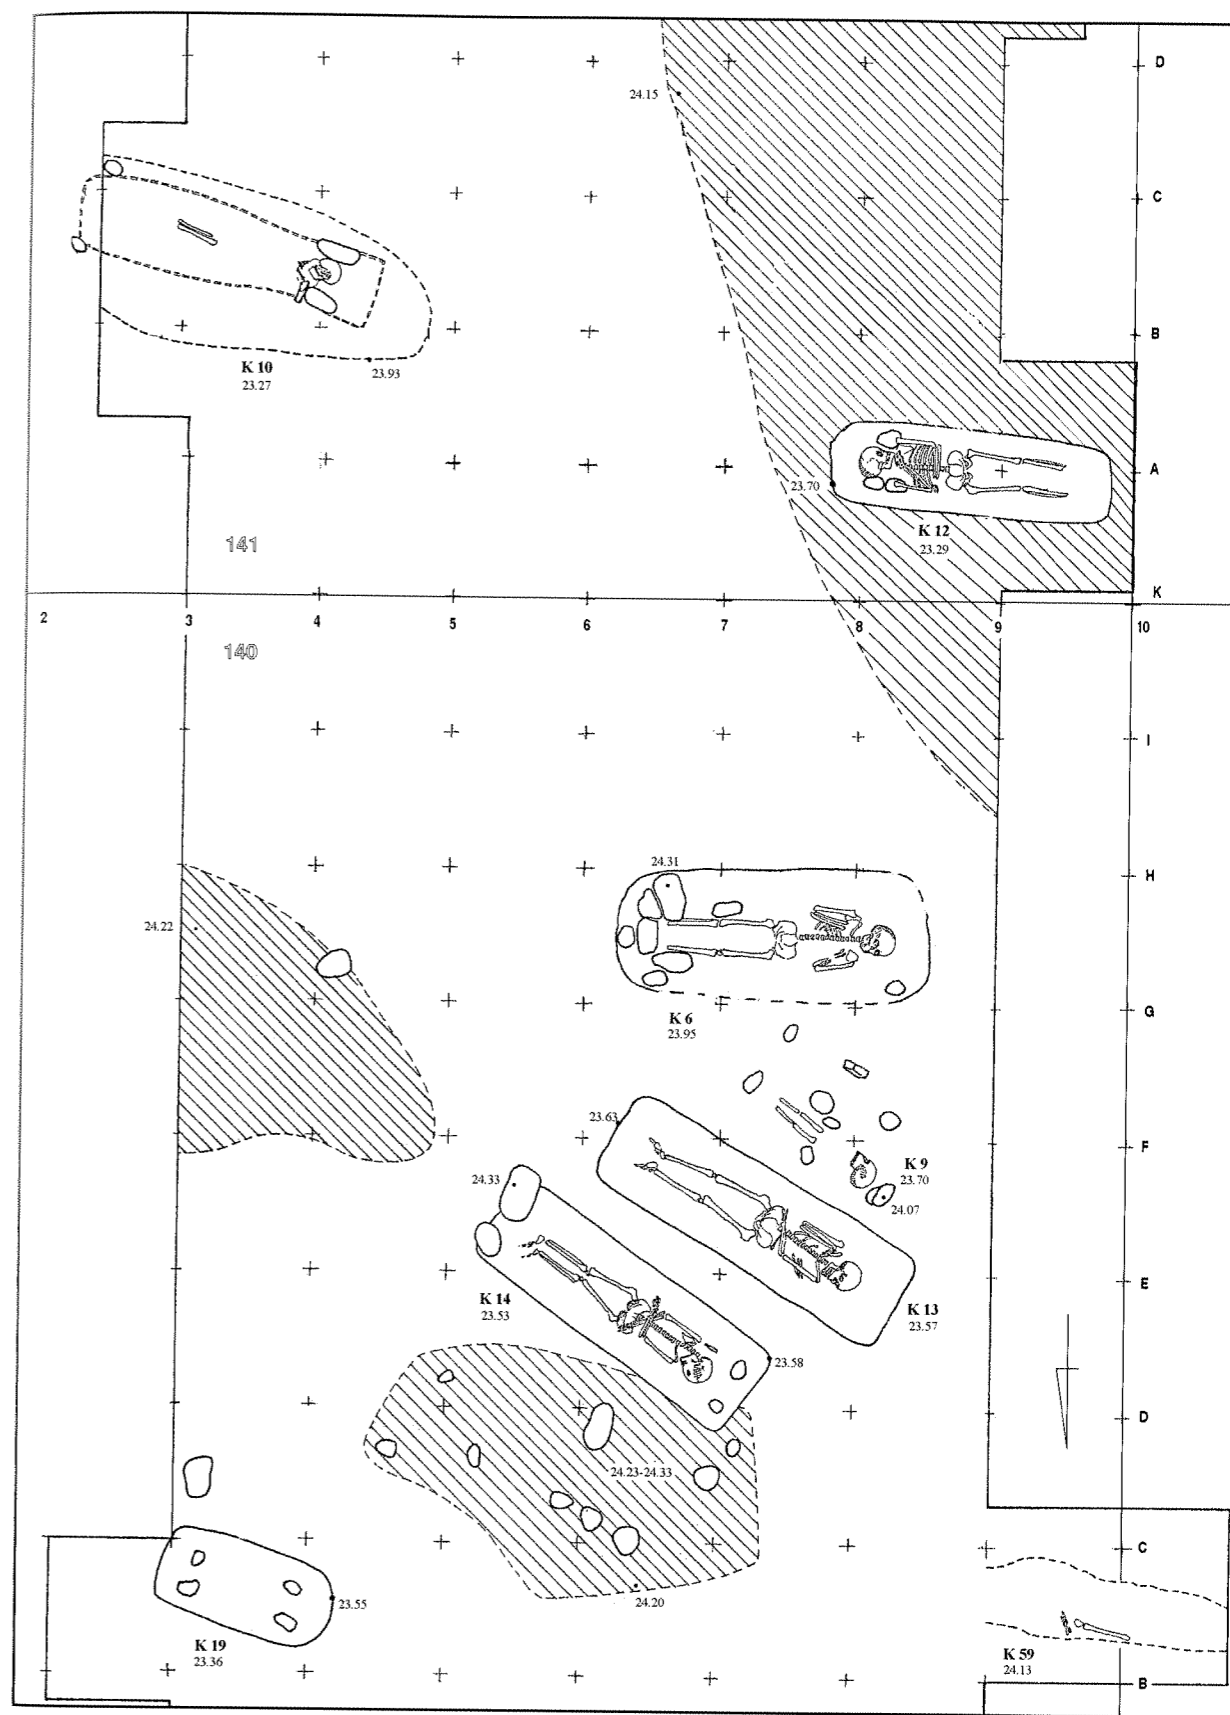 D
24.15
C
B
K 10
23.27
23.93
A
23.70
K 12
23.29
141
K
2 3 4 5 6 7 8 9 10
140
I
24.31
H
24.22
G
K 6
23.95
23.63
F
K 9
23.70
24.07
24.33
E
K 14
23.53
K 13
23.57
23.58
D
24.23-24.33
C
23.55
24.20
K 19
23.36
K 59
24.13
B